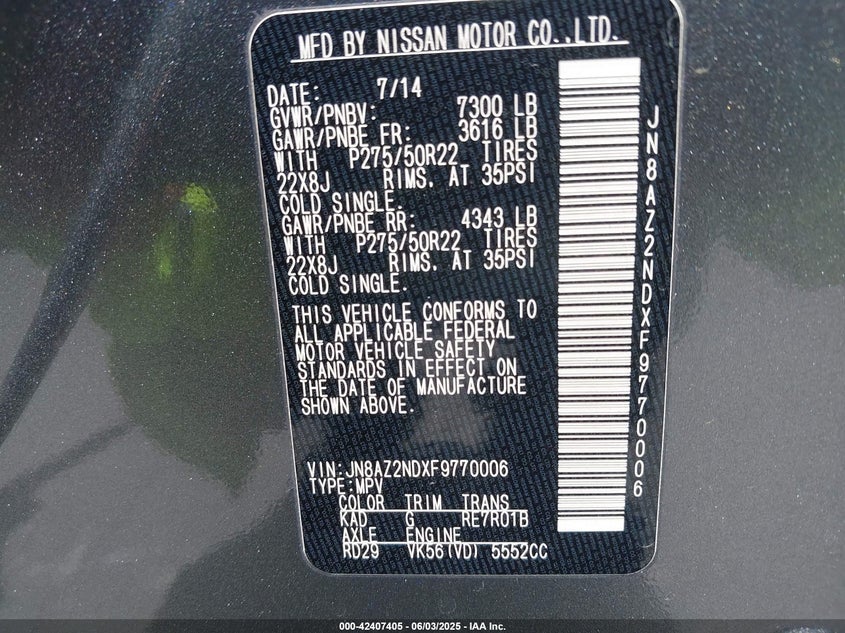 MFD BY NISSAN MOTOR CO.,LTD.
DATE: 7/14
GVWR/PNBV: 7300 LB
GAWR/PNBE FR: 3616 LB
WITH P275/50R22 TIRES
22X8J RIMS. AT 35PSI
COLD SINGLE.
GAWR/PNBE RR: 4343 LB
WITH P275/50R22 TIRES
22X8J RIMS. AT 35PSI
COLD SINGLE.
THIS VEHICLE CONFORMS TO
ALL APPLICABLE FEDERAL
MOTOR VEHICLE SAFETY
STANDARDS IN EFFECT ON
THE DATE OF MANUFACTURE
SHOWN ABOVE.
VIN:JN8AZ2NDXF9770006
TYPE:MPV
COLOR TRIM TRANS
KAD G RE7R01B
AXLE ENGINE
RD29 VK56(VD) 5552CC
JN8AZ2NDXF9770006
000-42407405 - 06/03/2025 - IAA Inc.